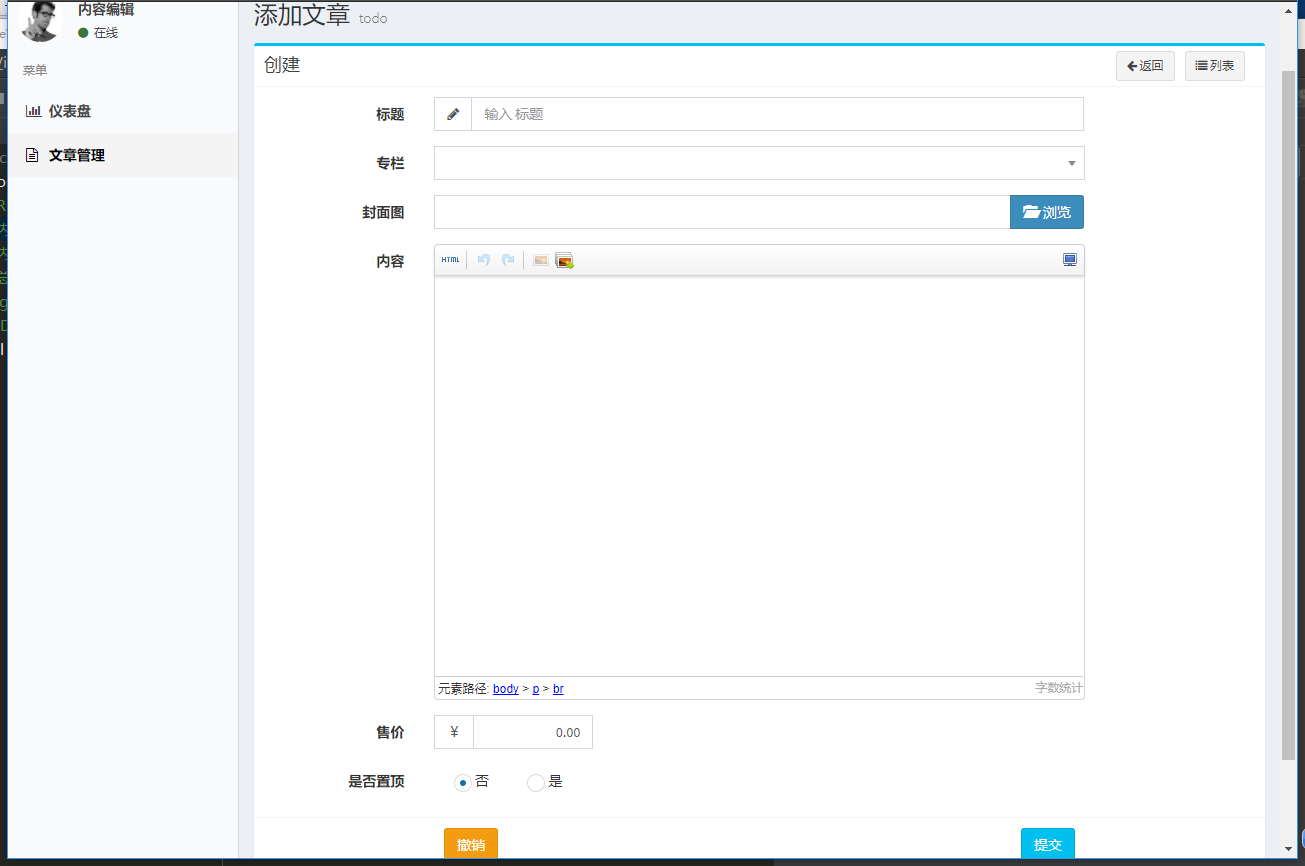 内容编辑
在线
菜单
仪表盘
文章管理
添加文章 todo
创建
返回
列表
标题
输入 标题
专栏
封面图
浏览
内容
HTML
元素路径: body > p > br
字数统计
售价
¥
0.00
是否置顶
否
是
撤销
提交